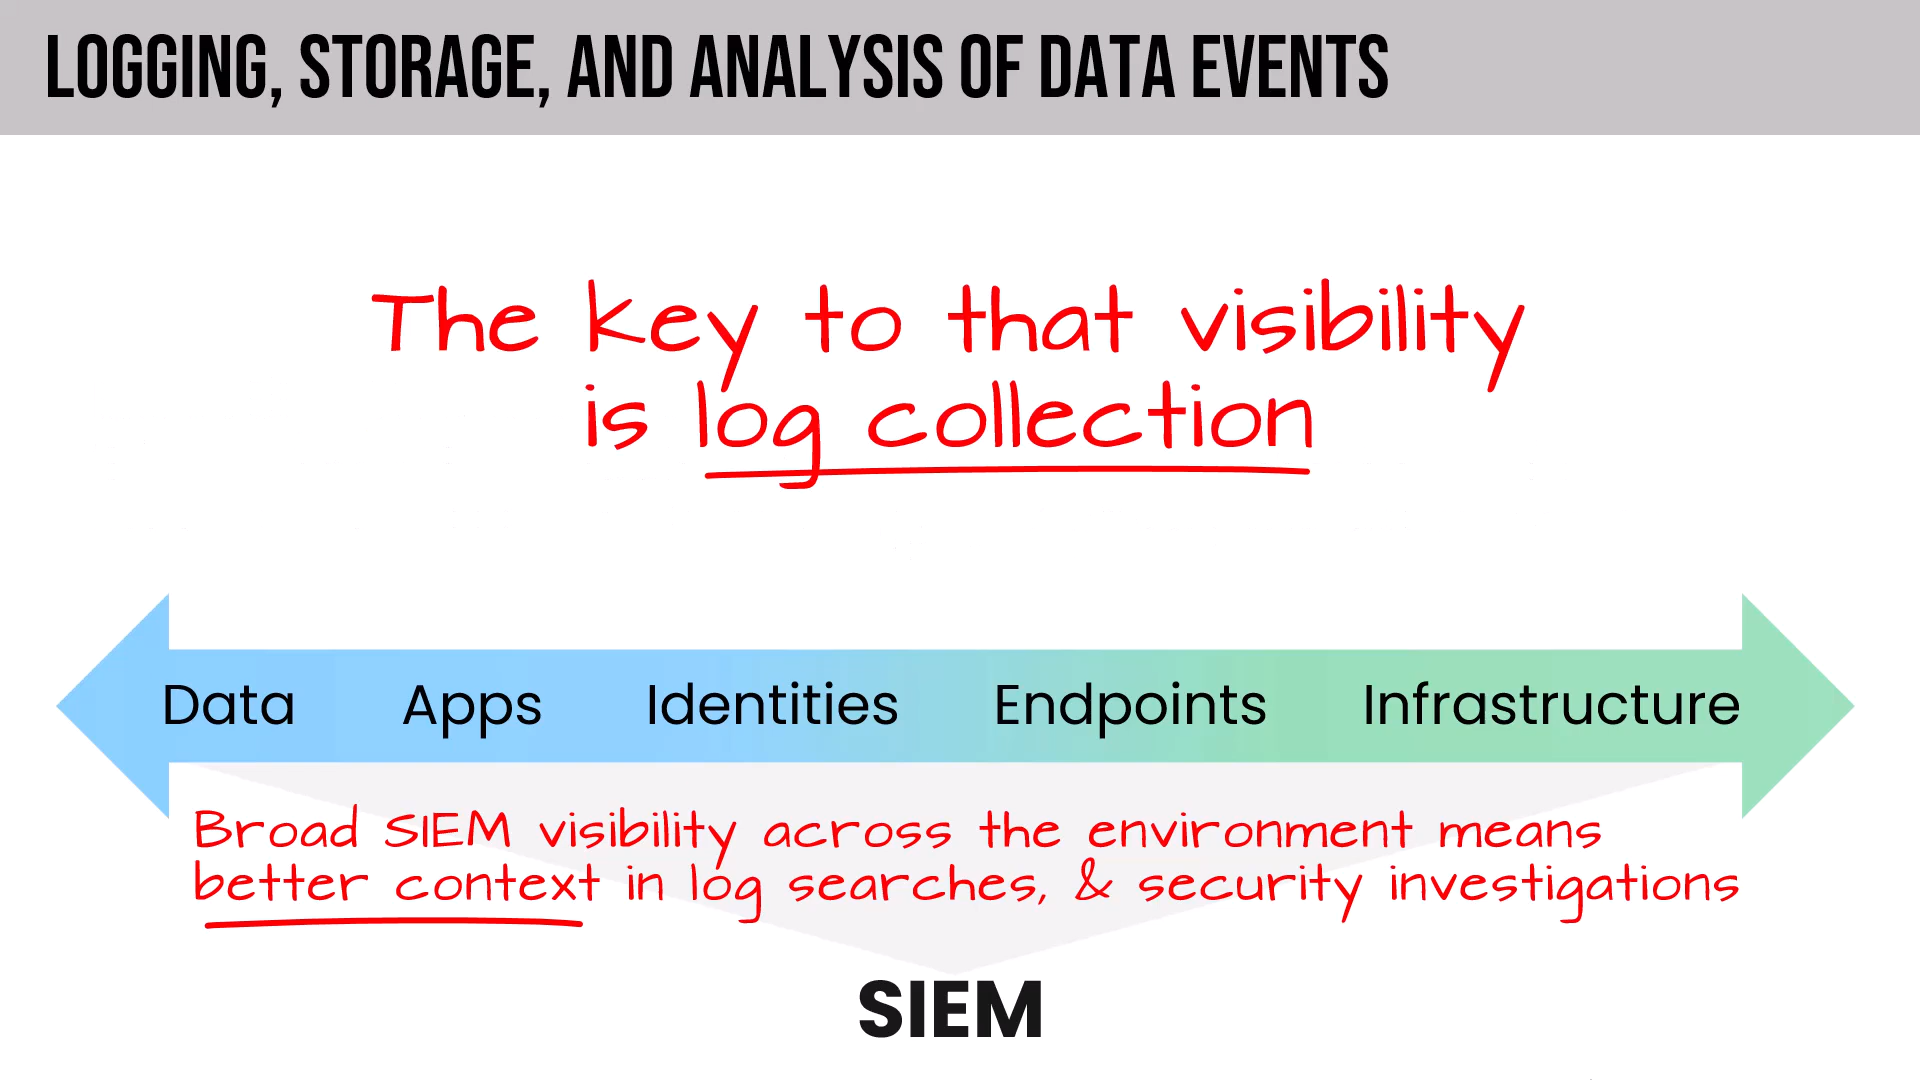 LOGGING, STORAGE, AND ANALYSIS OF DATA EVENTS
The key to that visibility
is log collection
Data Apps Identities Endpoints Infrastructure
Broad SIEM visibility across the environment means
better context in log searches, & security investigations
SIEM